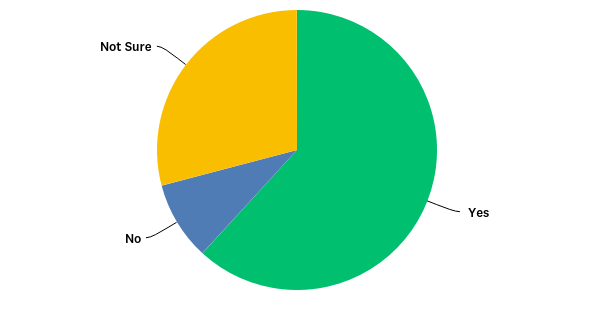 Not Sure
Yes
No